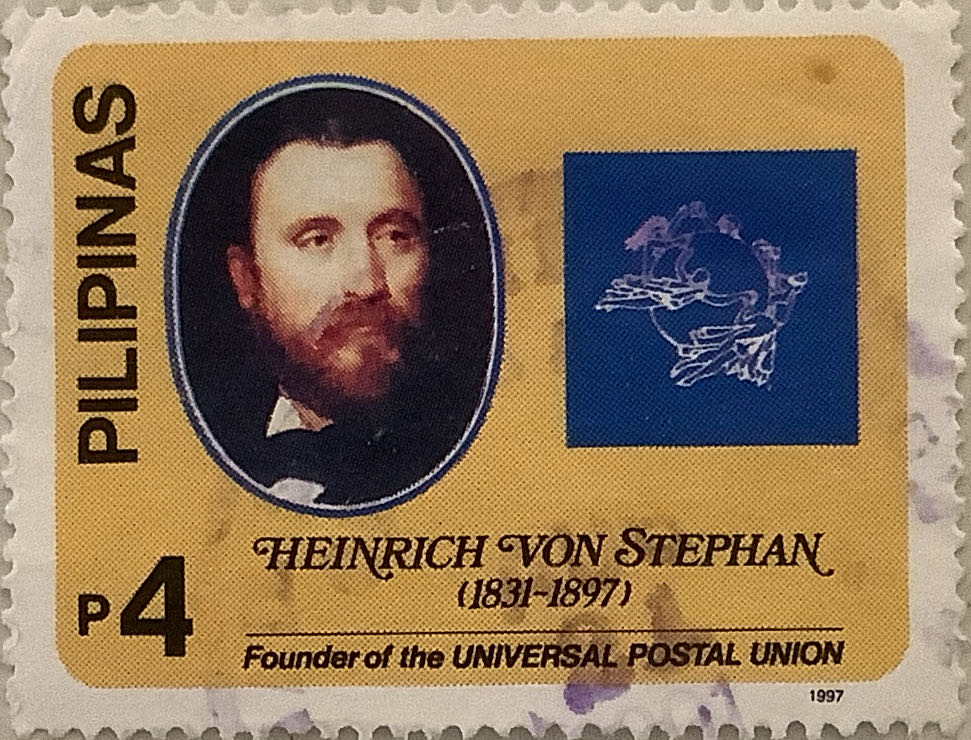 PILIPINAS
P4
HEINRICH VON STEPHAN
(1831-1897)
Founder of the UNIVERSAL POSTAL UNION
1997